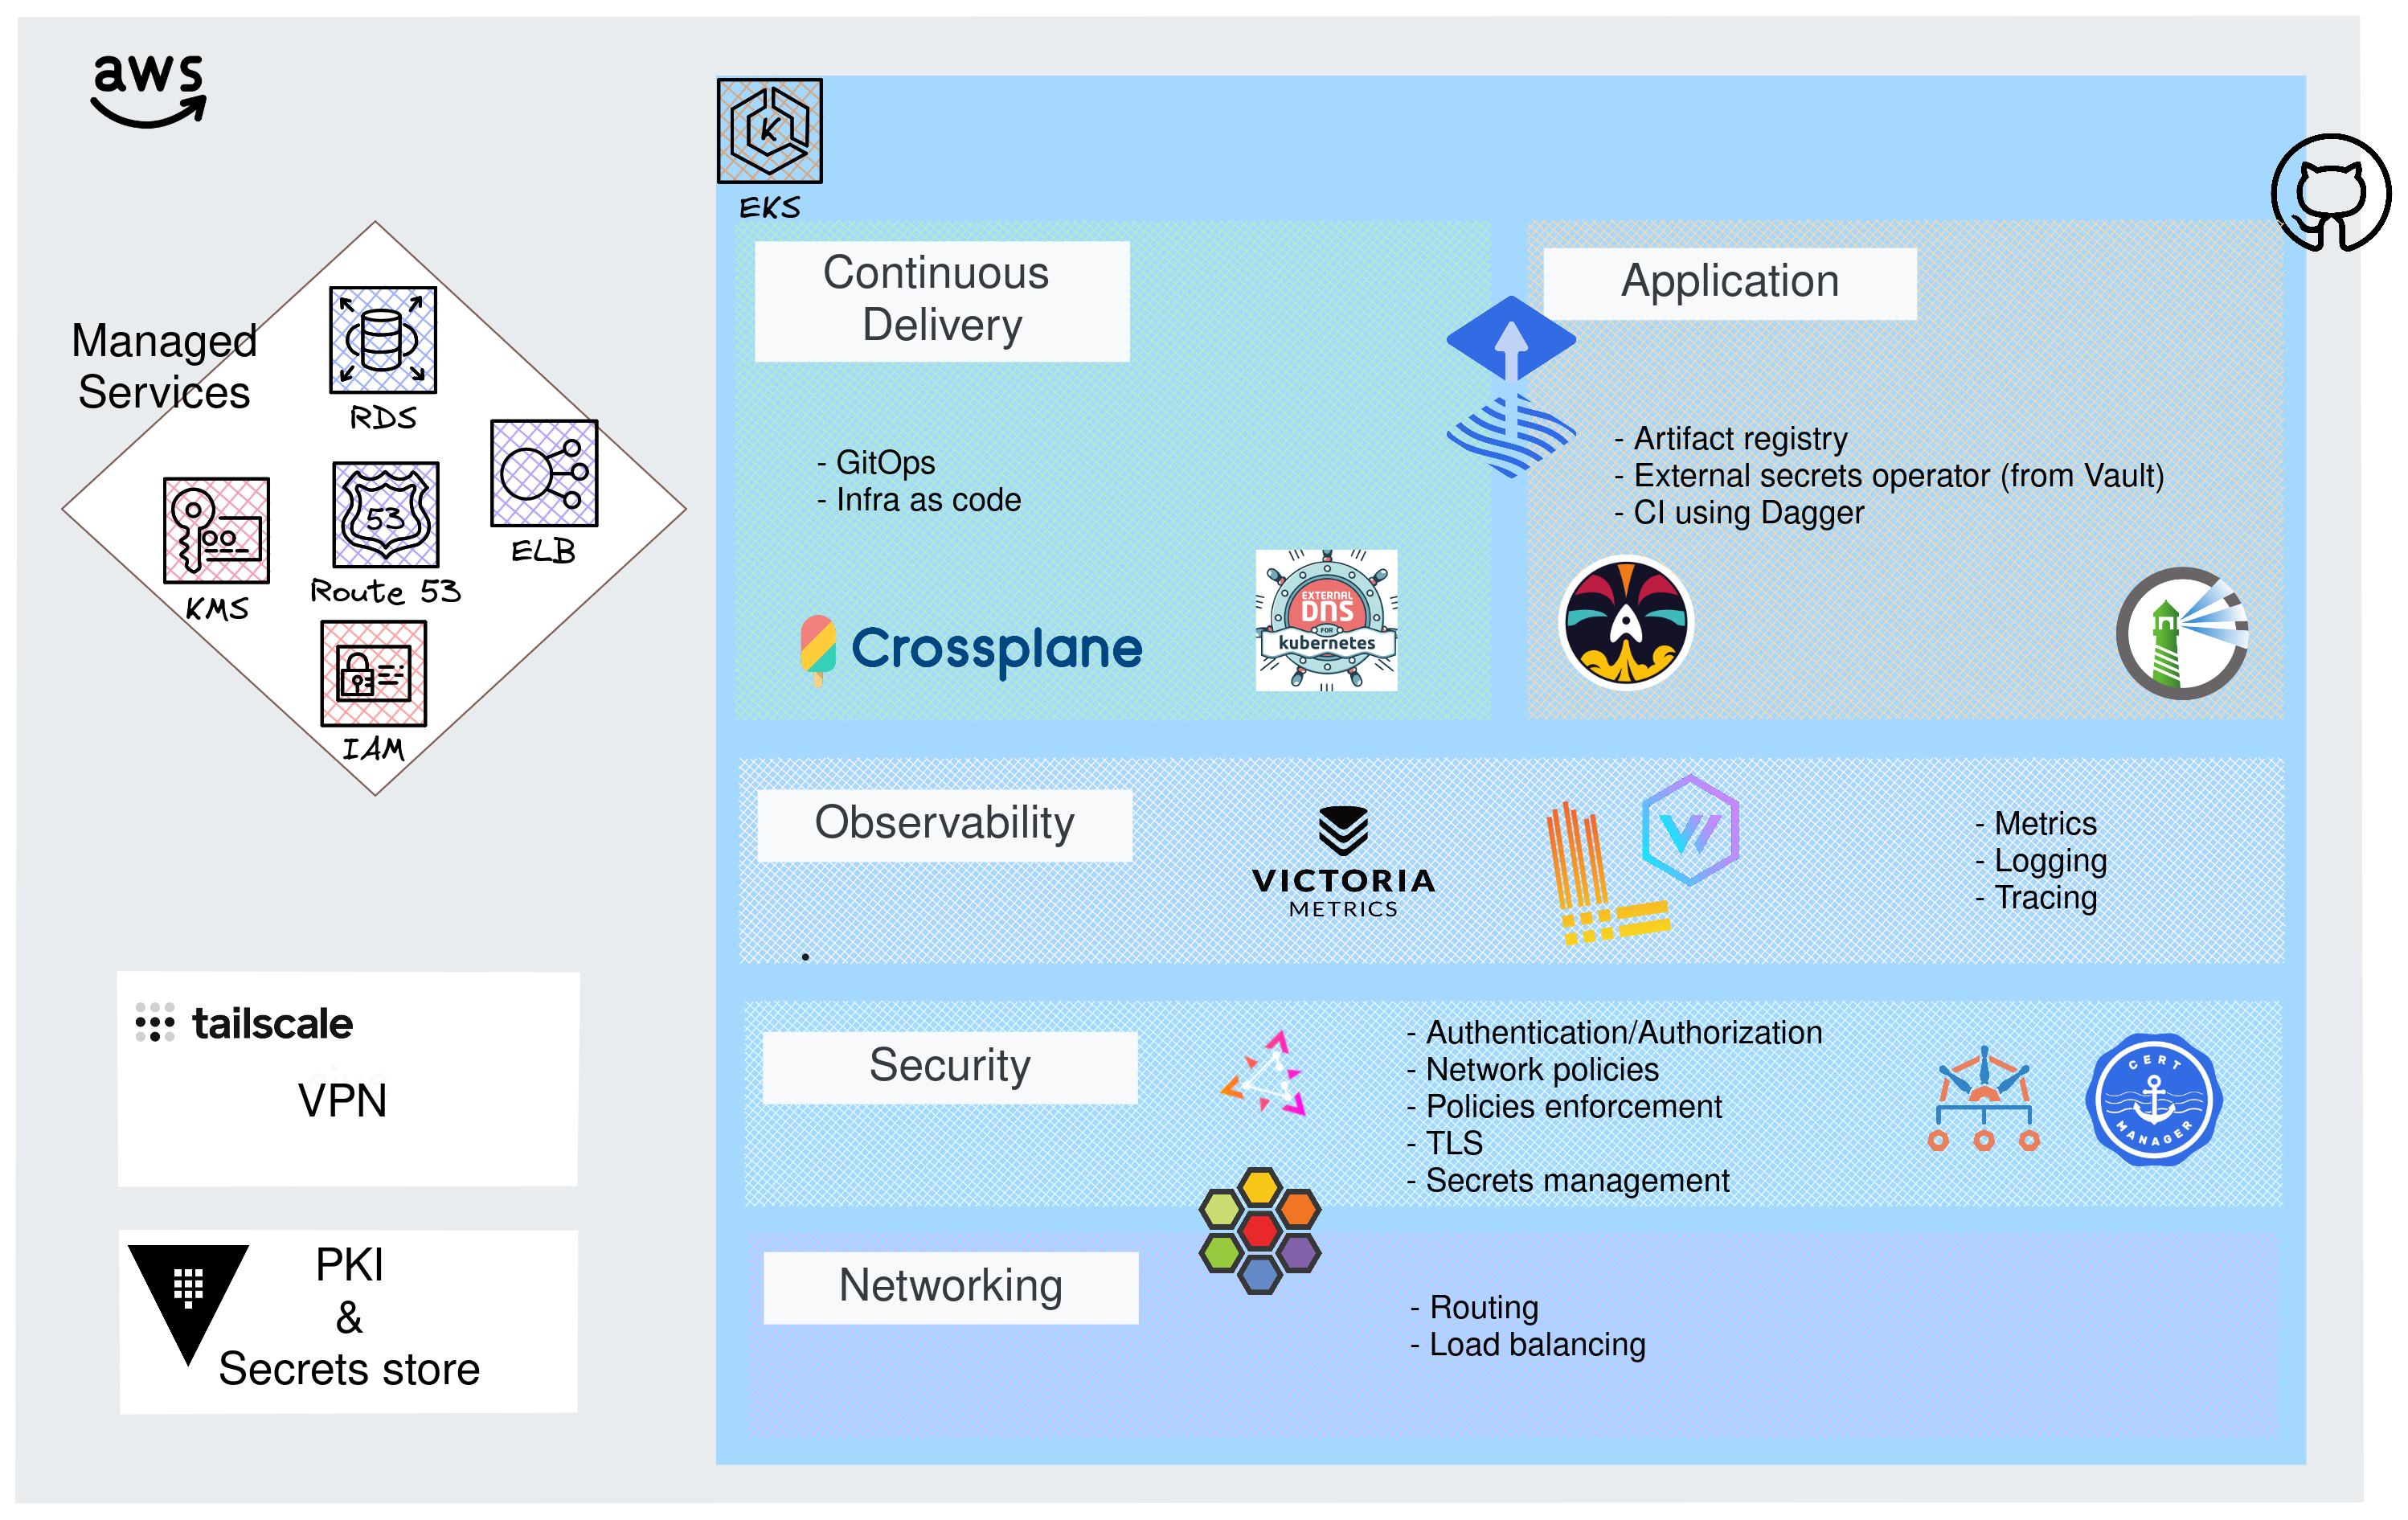 aws
EKS
Managed
Services
RDS
ELB
KMS
53
Route 53
IAM
tailscale
VPN
PKI
&
Secrets store
K
Continuous
Delivery
- GitOps
- Infra as code
Crossplane
EXTERNAL
DNS
FOR
kubernetes
Application
- Artifact registry
- External secrets operator (from Vault)
- CI using Dagger
Observability
VICTORIA
METRICS
- Metrics
- Logging
- Tracing
Security
- Authentication/Authorization
- Network policies
- Policies enforcement
- TLS
- Secrets management
CERT
MANAGER
Networking
- Routing
- Load balancing